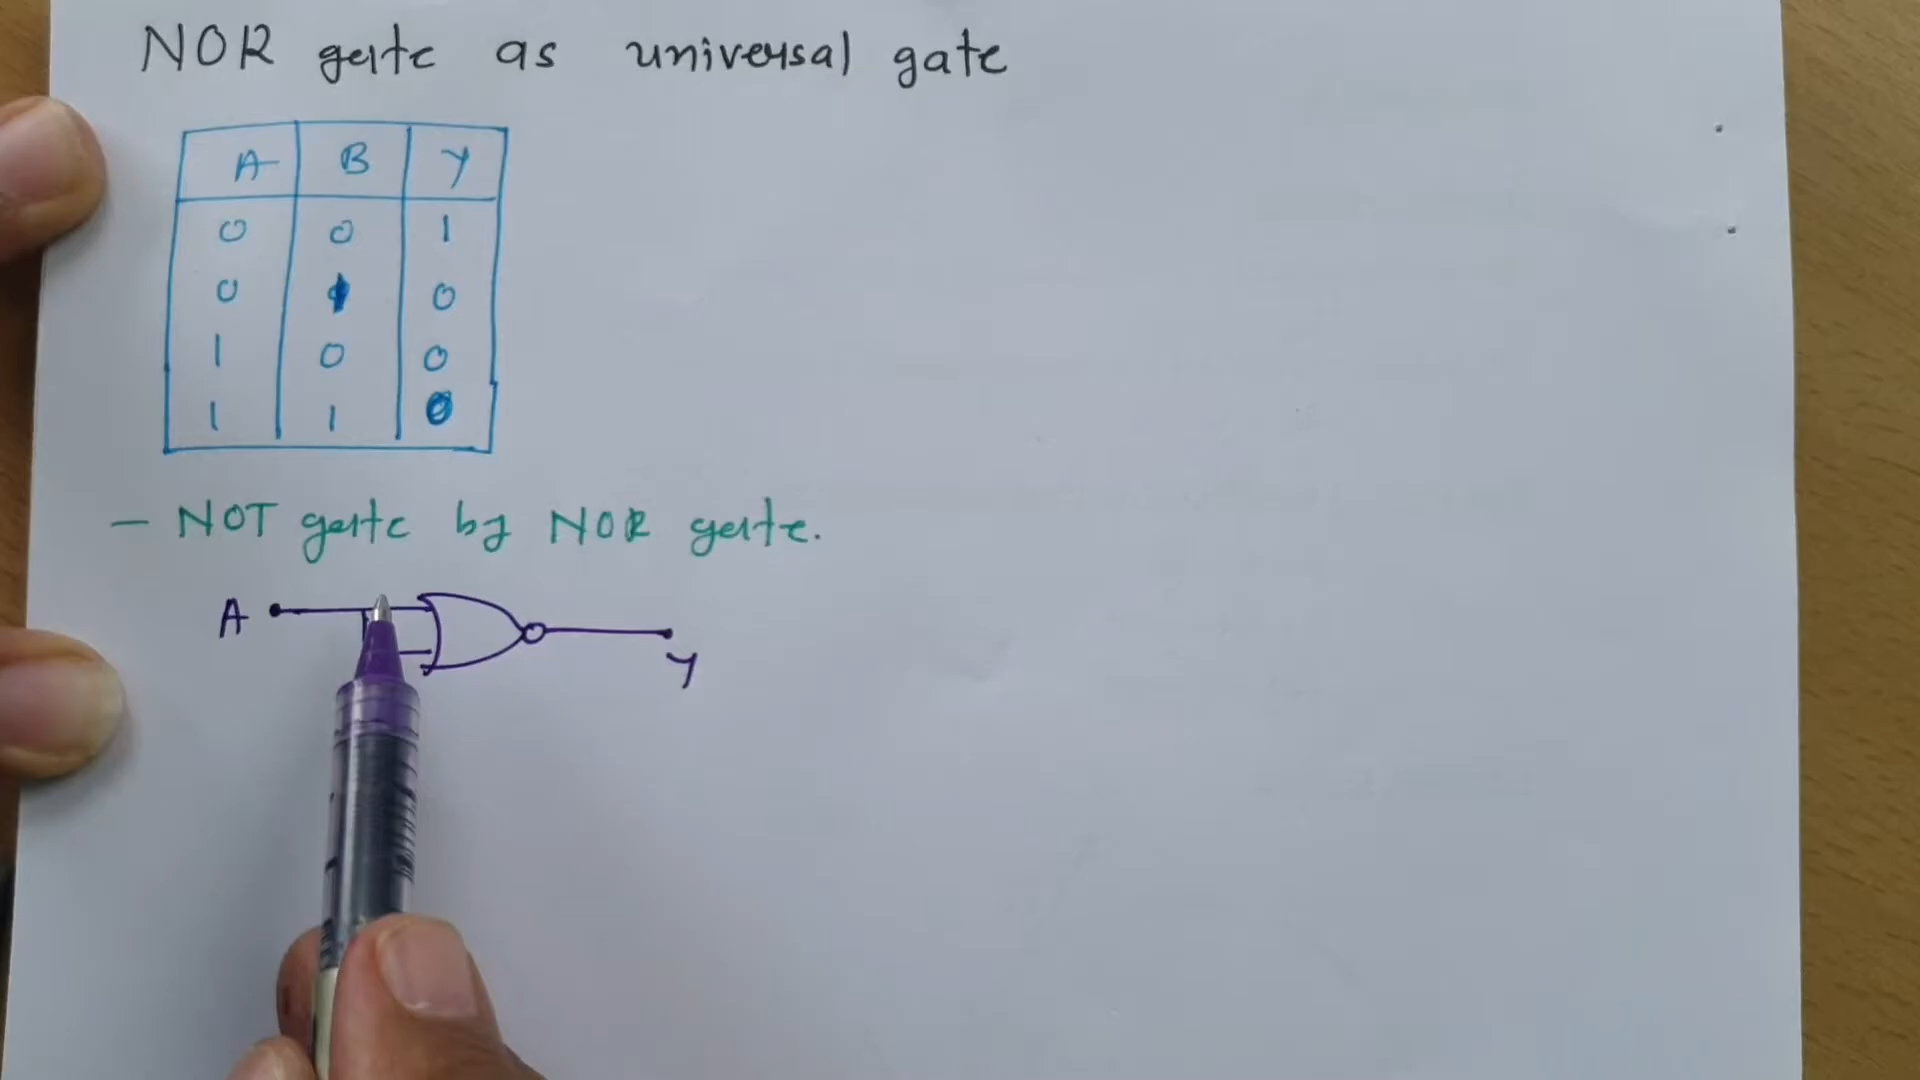 NOR gate as universal gate
A B Y
0 0 1
0 1 0
1 0 0
1 1 0
- NOT gate by NOR gate.
A
Y